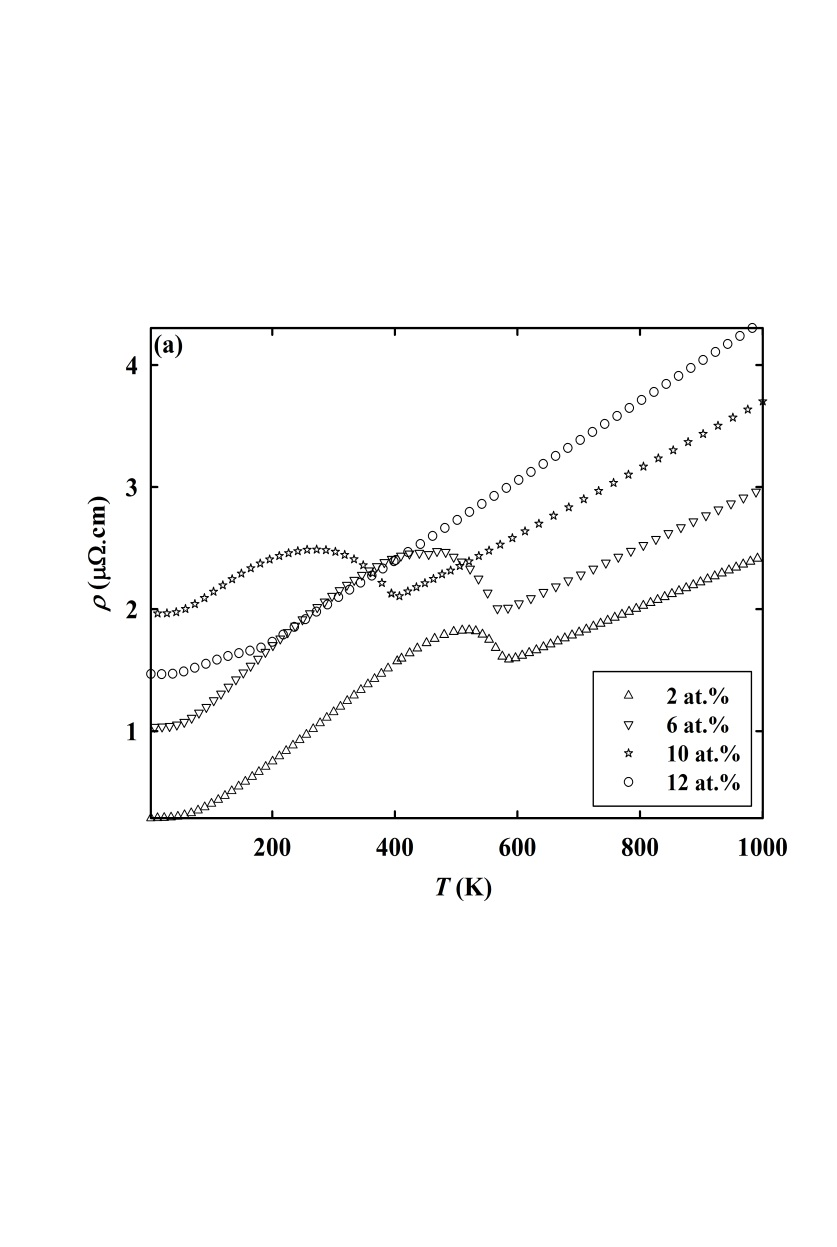 (a)
4
3
2
1
ρ (μΩ.cm)
2 at.%
6 at.%
10 at.%
12 at.%
200 400 600 800 1000
T (K)